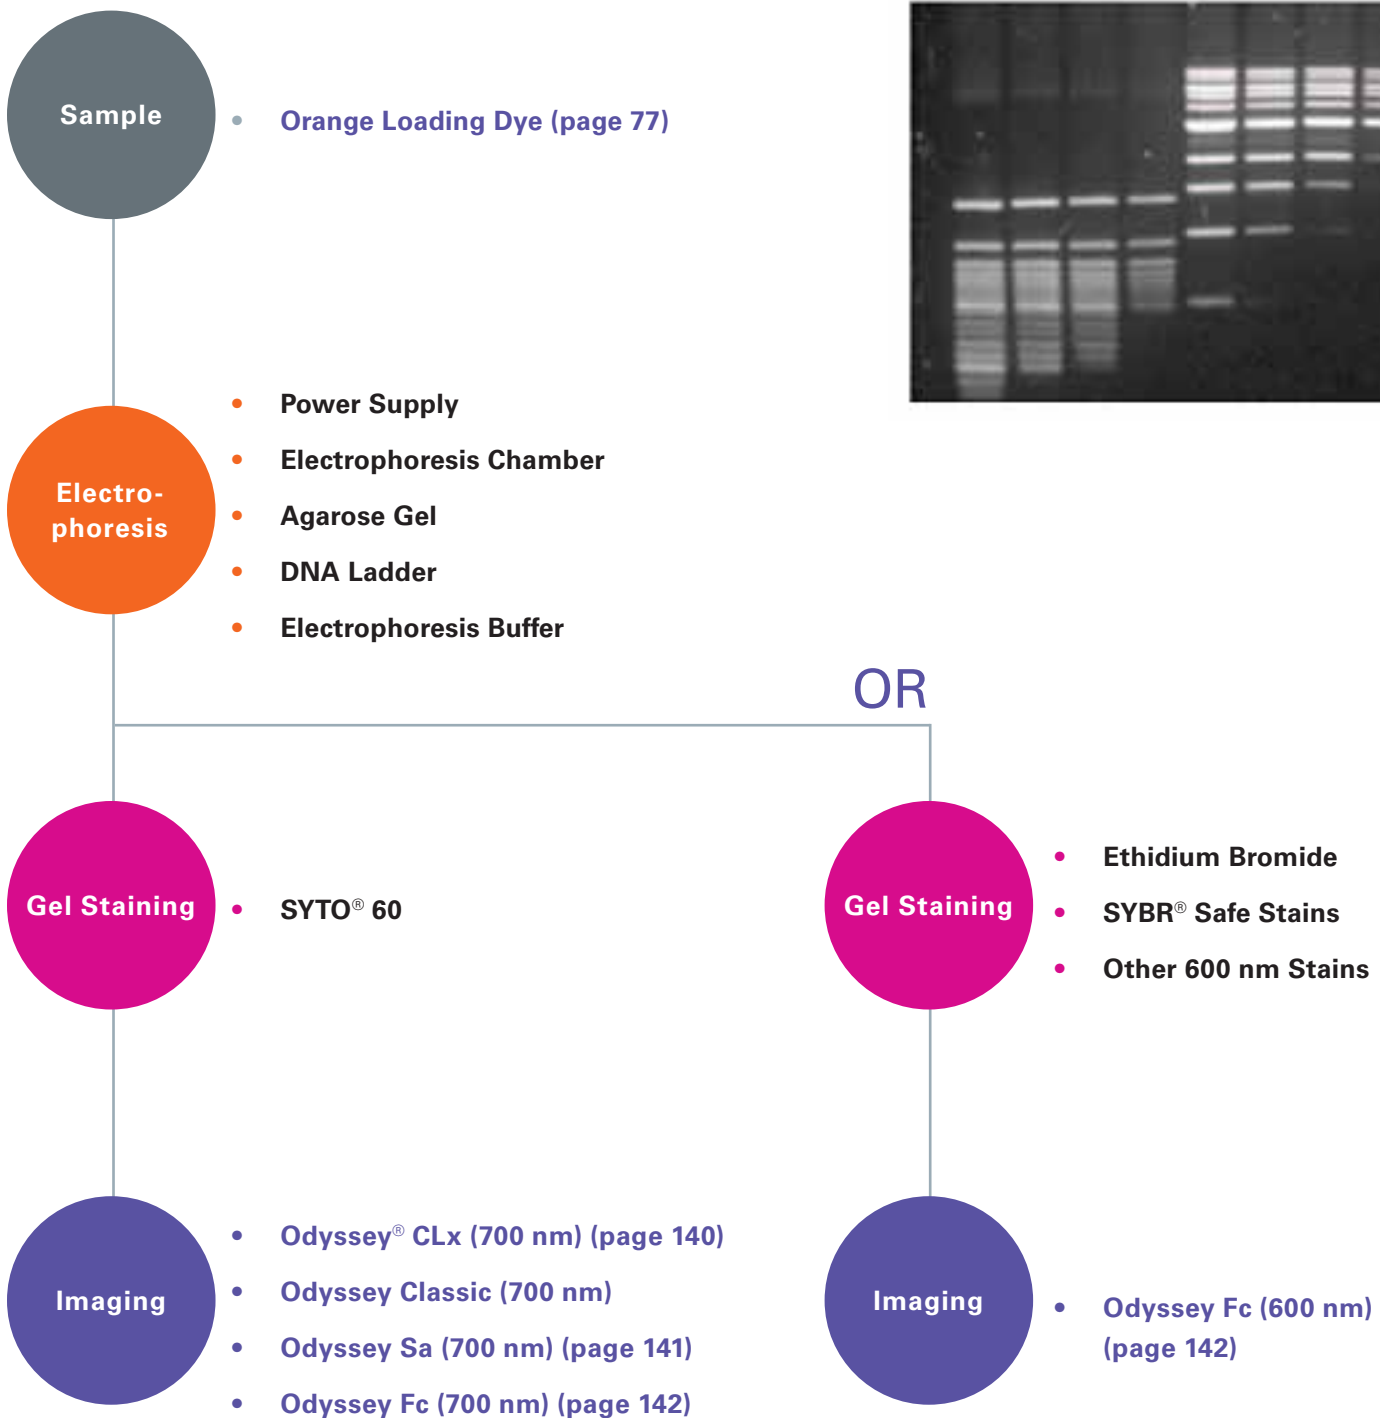 Sample
Orange Loading Dye (page 77)
Electro-
phoresis
Power Supply
Electrophoresis Chamber
Agarose Gel
DNA Ladder
Electrophoresis Buffer
OR
Gel Staining
SYTO® 60
Gel Staining
Ethidium Bromide
SYBR® Safe Stains
Other 600 nm Stains
Imaging
Odyssey® CLx (700 nm) (page 140)
Odyssey Classic (700 nm)
Odyssey Sa (700 nm) (page 141)
Odyssey Fc (700 nm) (page 142)
Imaging
Odyssey Fc (600 nm)
(page 142)